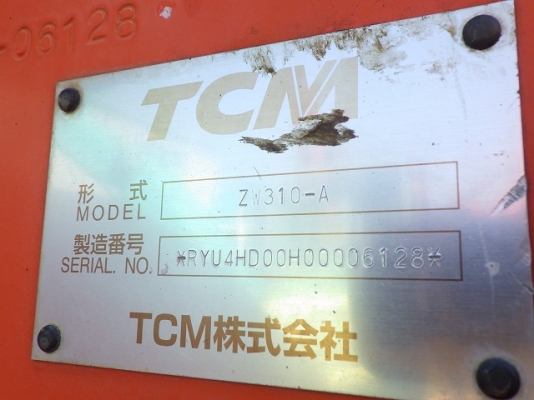 -06128
TCM
形 式
MODEL
ZW310-A
製造番号
SERIAL. NO.
*RYU4HD00H00006128*
TCM株式会社